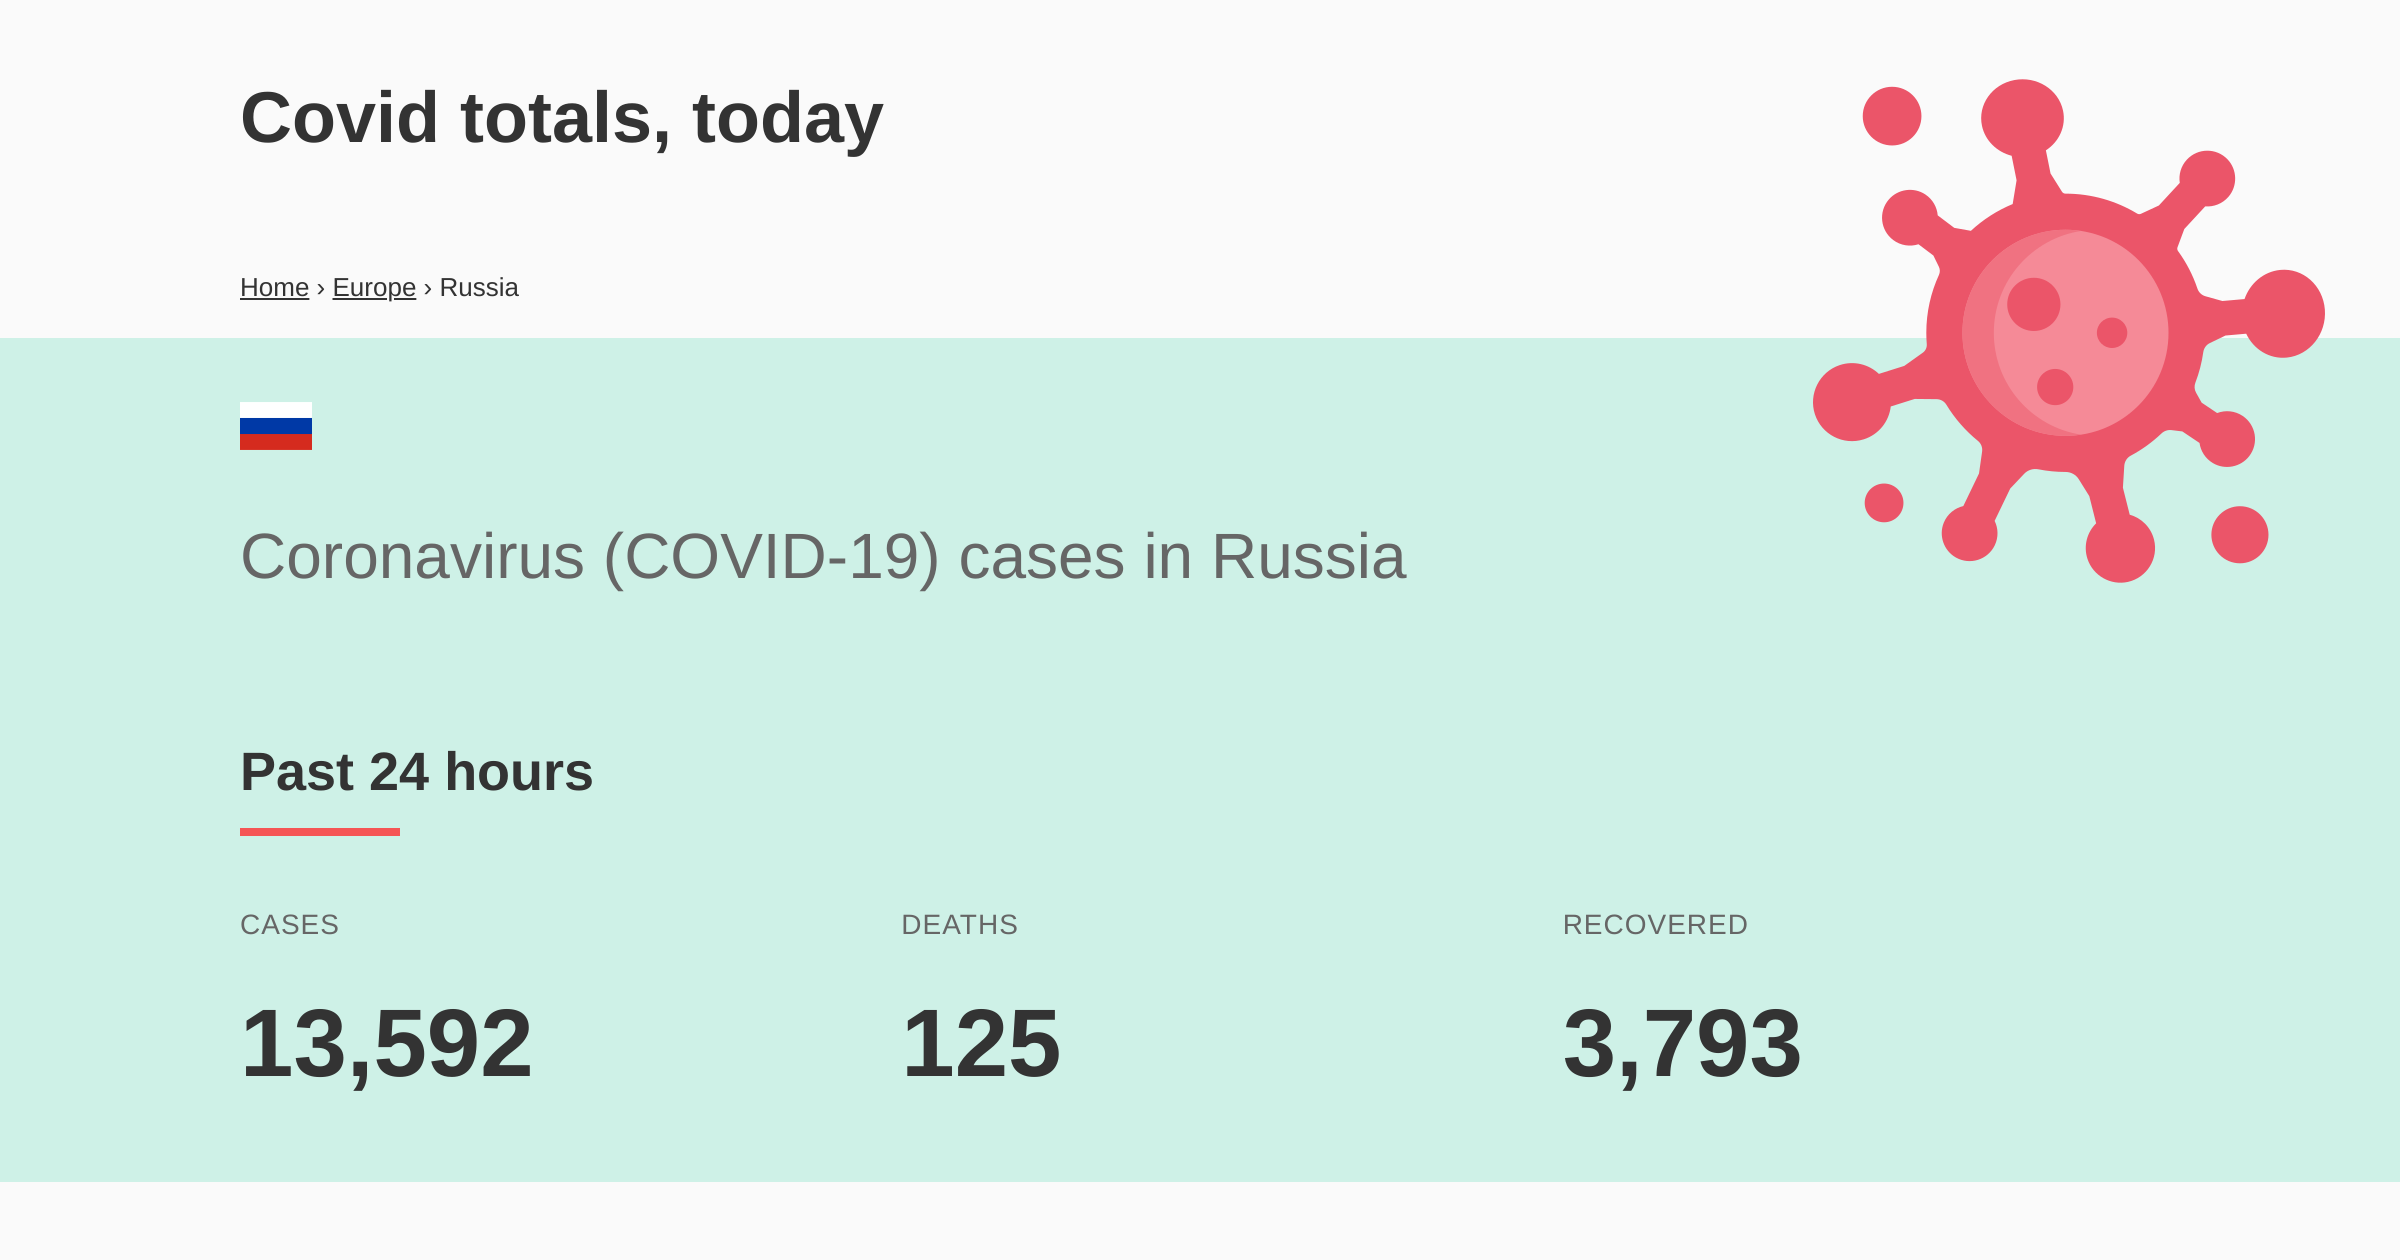 Covid totals, today
Home › Europe › Russia
Coronavirus (COVID-19) cases in Russia
Past 24 hours
CASES
DEATHS
RECOVERED
13,592
125
3,793